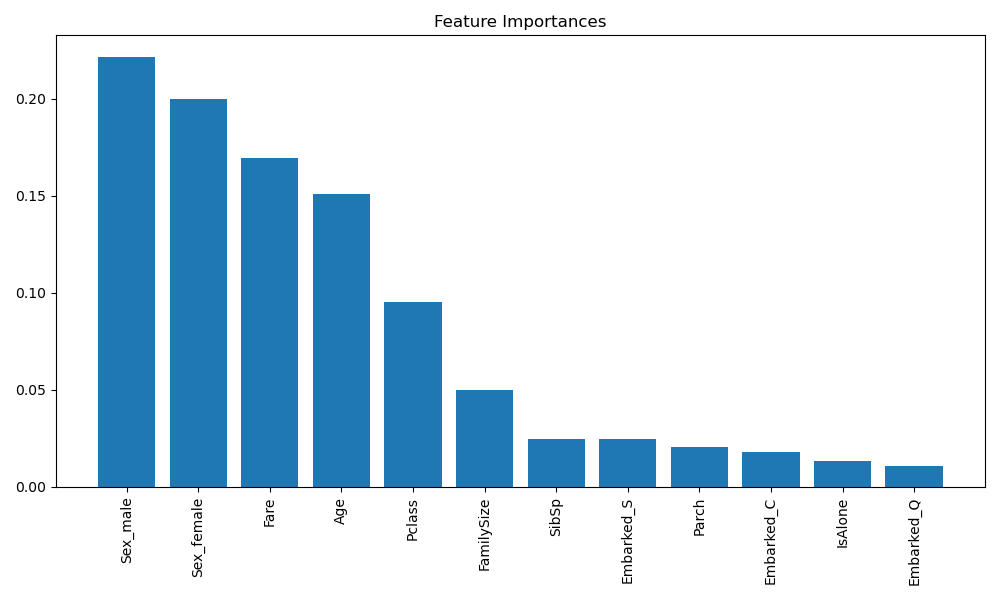 Feature Importances
0.20
0.15
0.10
0.05
0.00
Sex_male
Sex_female
Fare
Age
Pclass
FamilySize
SibSp
Embarked_S
Parch
Embarked_C
IsAlone
Embarked_Q